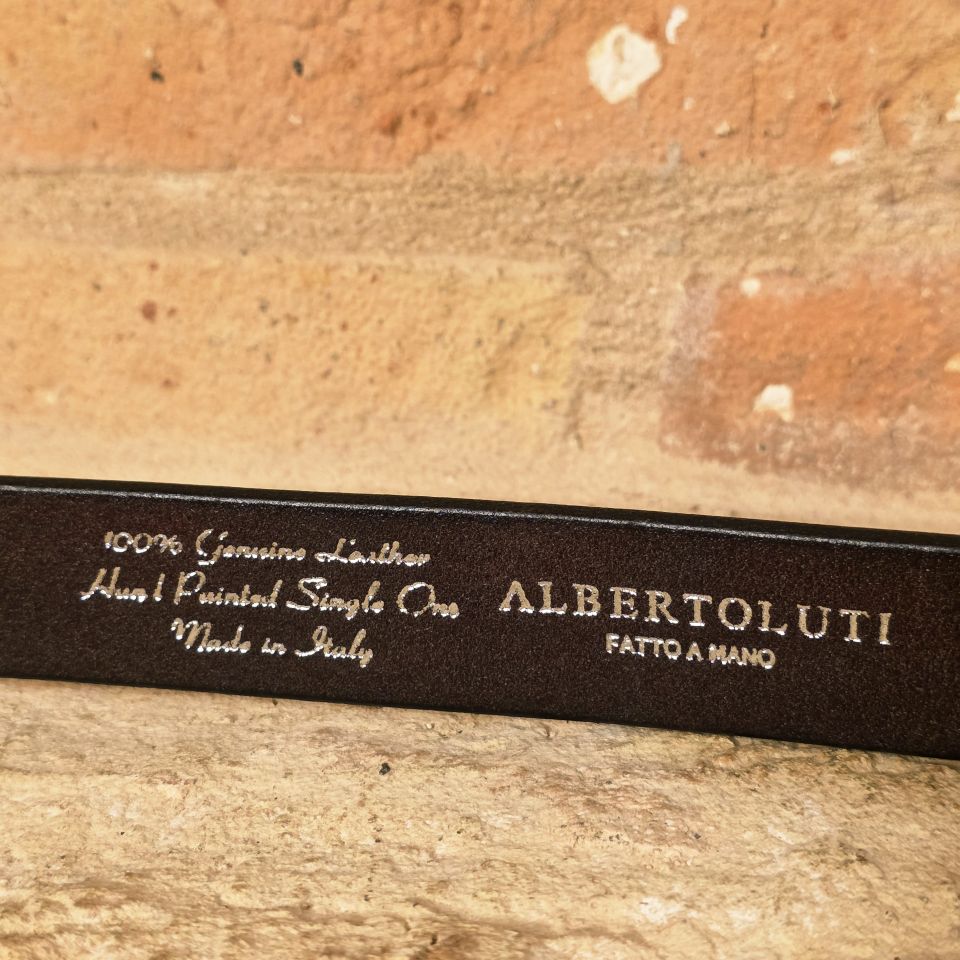 100% Genuine Leather
Hand Painted Single One
Made in Italy
ALBERTOLUTI
FATTO A MANO